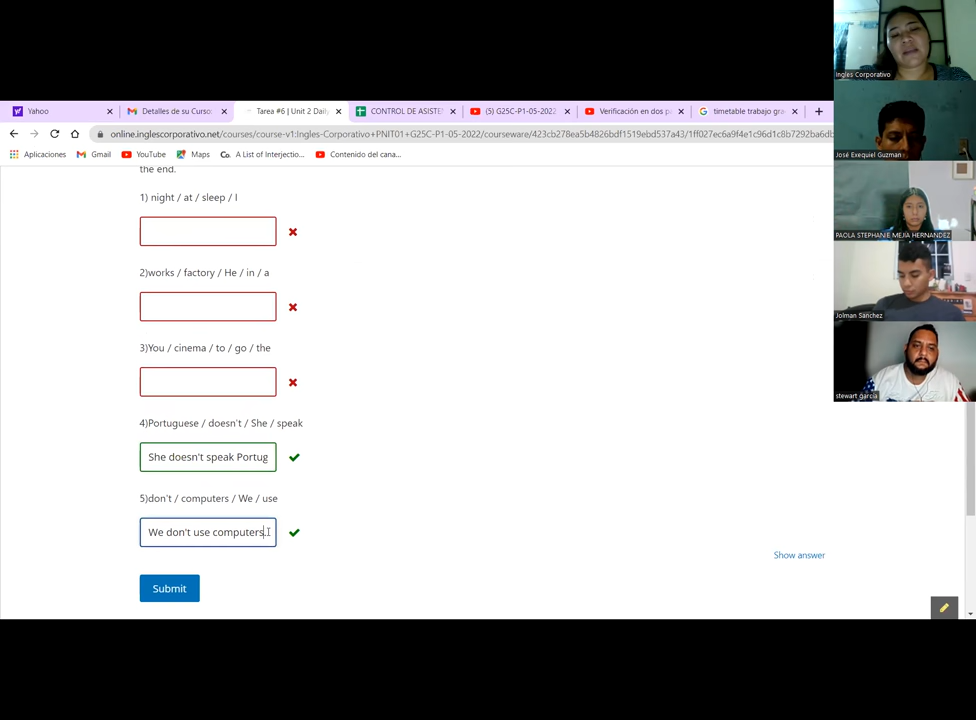 Ingles Corporativo
José Exequiel Guzman
PAOLA STEPHANIE MEJIA HERNANDEZ
Jolman Sanchez
stewart garcia
Yahoo
Detalles de su Curso
Tarea #6 | Unit 2 Daily
CONTROL DE ASISTE
(5) G25C-P1-05-2022
Verificación en dos p
timetable trabajo gra
online.inglescorporativo.net/courses/course-v1:Ingles-Corporativo+PNIT01+G25C-P1-05-2022/courseware/423cb278ea5b4826bdf1519ebd537a43/1ff027ec6a9f4e1c96d1c8b7292ba6db
Aplicaciones
Gmail
YouTube
Maps
A List of Interjectio...
Contenido del cana...
the end.
1) night / at / sleep / I
2)works / factory / He / in / a
3)You / cinema / to / go / the
4)Portuguese / doesn't / She / speak
She doesn't speak Portug
5)don't / computers / We / use
We don't use computers.
Show answer
Submit